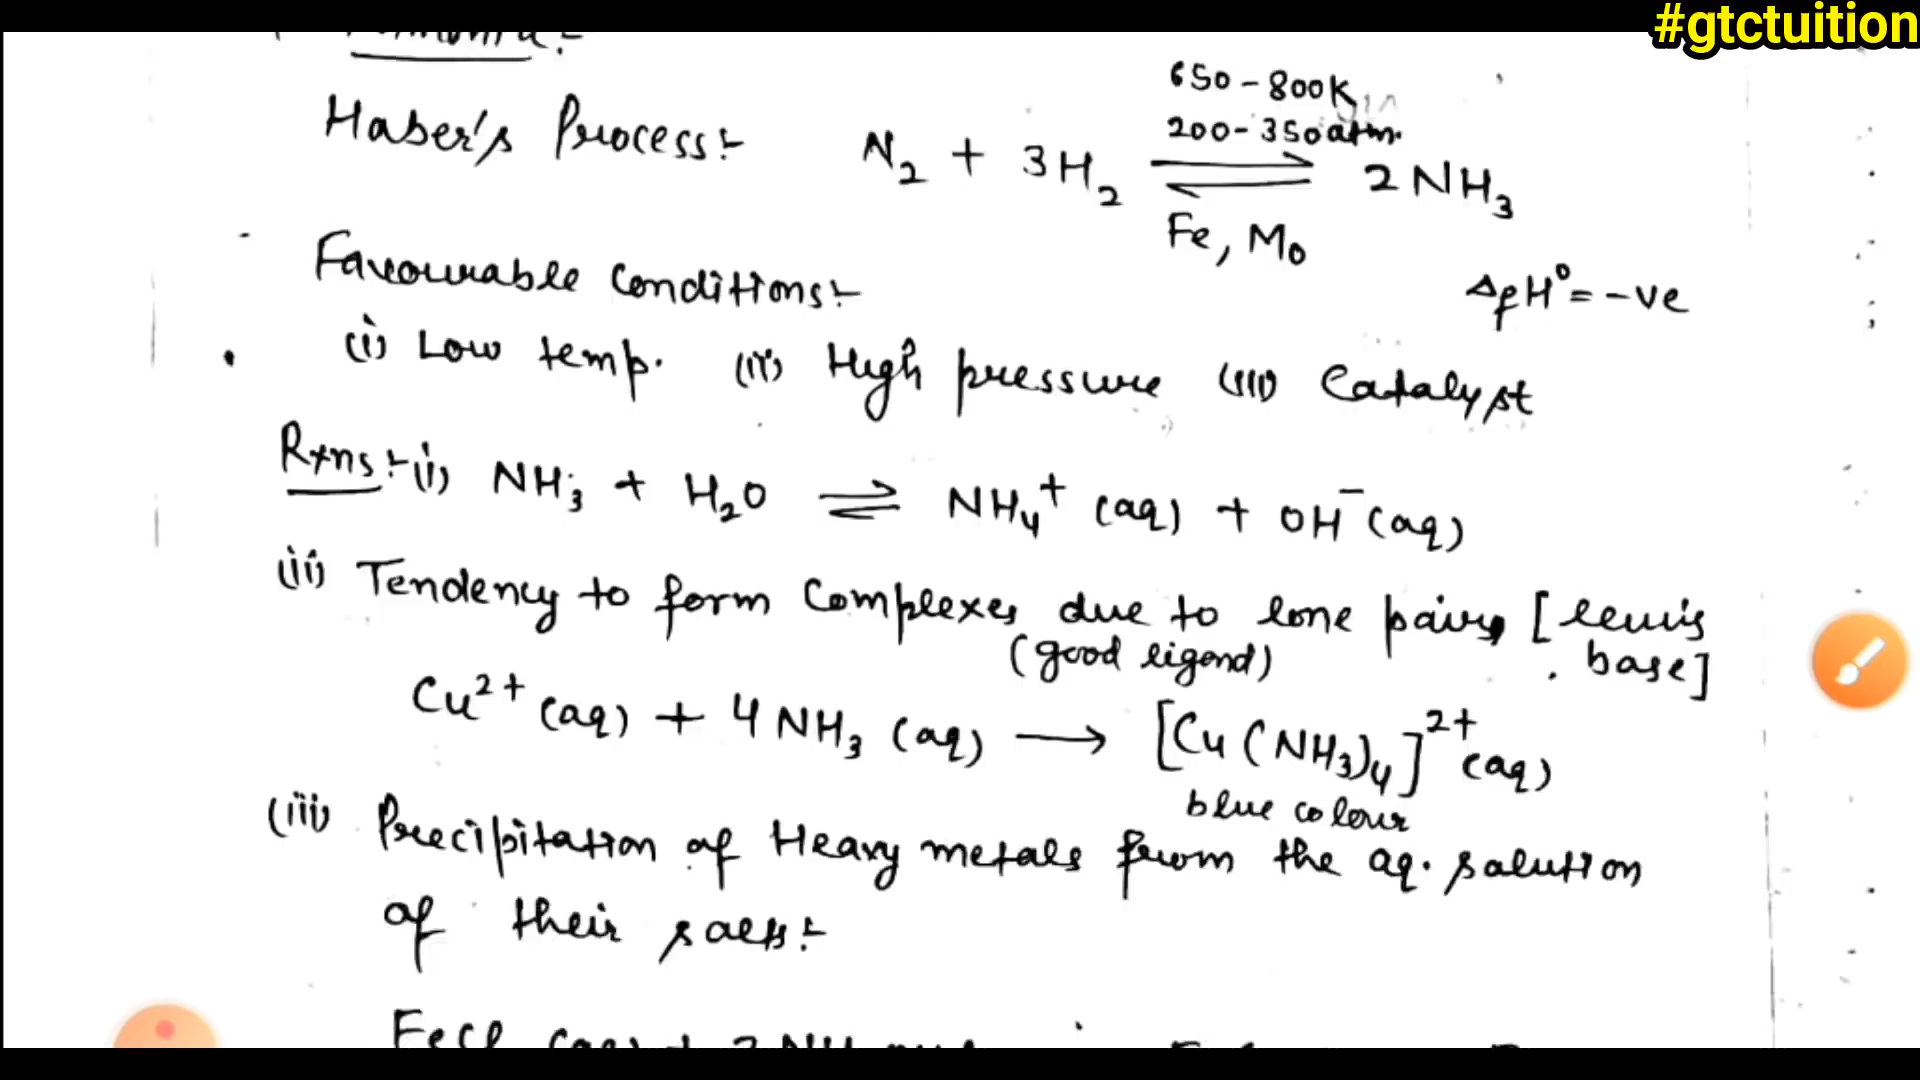 #gtctuition
650-800K
200-350atm.
Haber's Process:- N2 + 3H2 ⇌ 2NH3
Fe, Mo
Favourable Conditions:-
ΔfH° = -ve
(i) Low temp. (ii) High pressure (iii) Catalyst
Rxns:- (i) NH3 + H2O ⇌ NH4+ (aq) + OH- (aq)
(ii) Tendency to form Complexes due to lone pairs [lewis base]
(good ligand)
Cu2+ (aq) + 4NH3 (aq) → [Cu(NH3)4]2+ (aq)
blue colour
(iii) Precipitation of Heavy metals from the aq. solution
of their salts:-